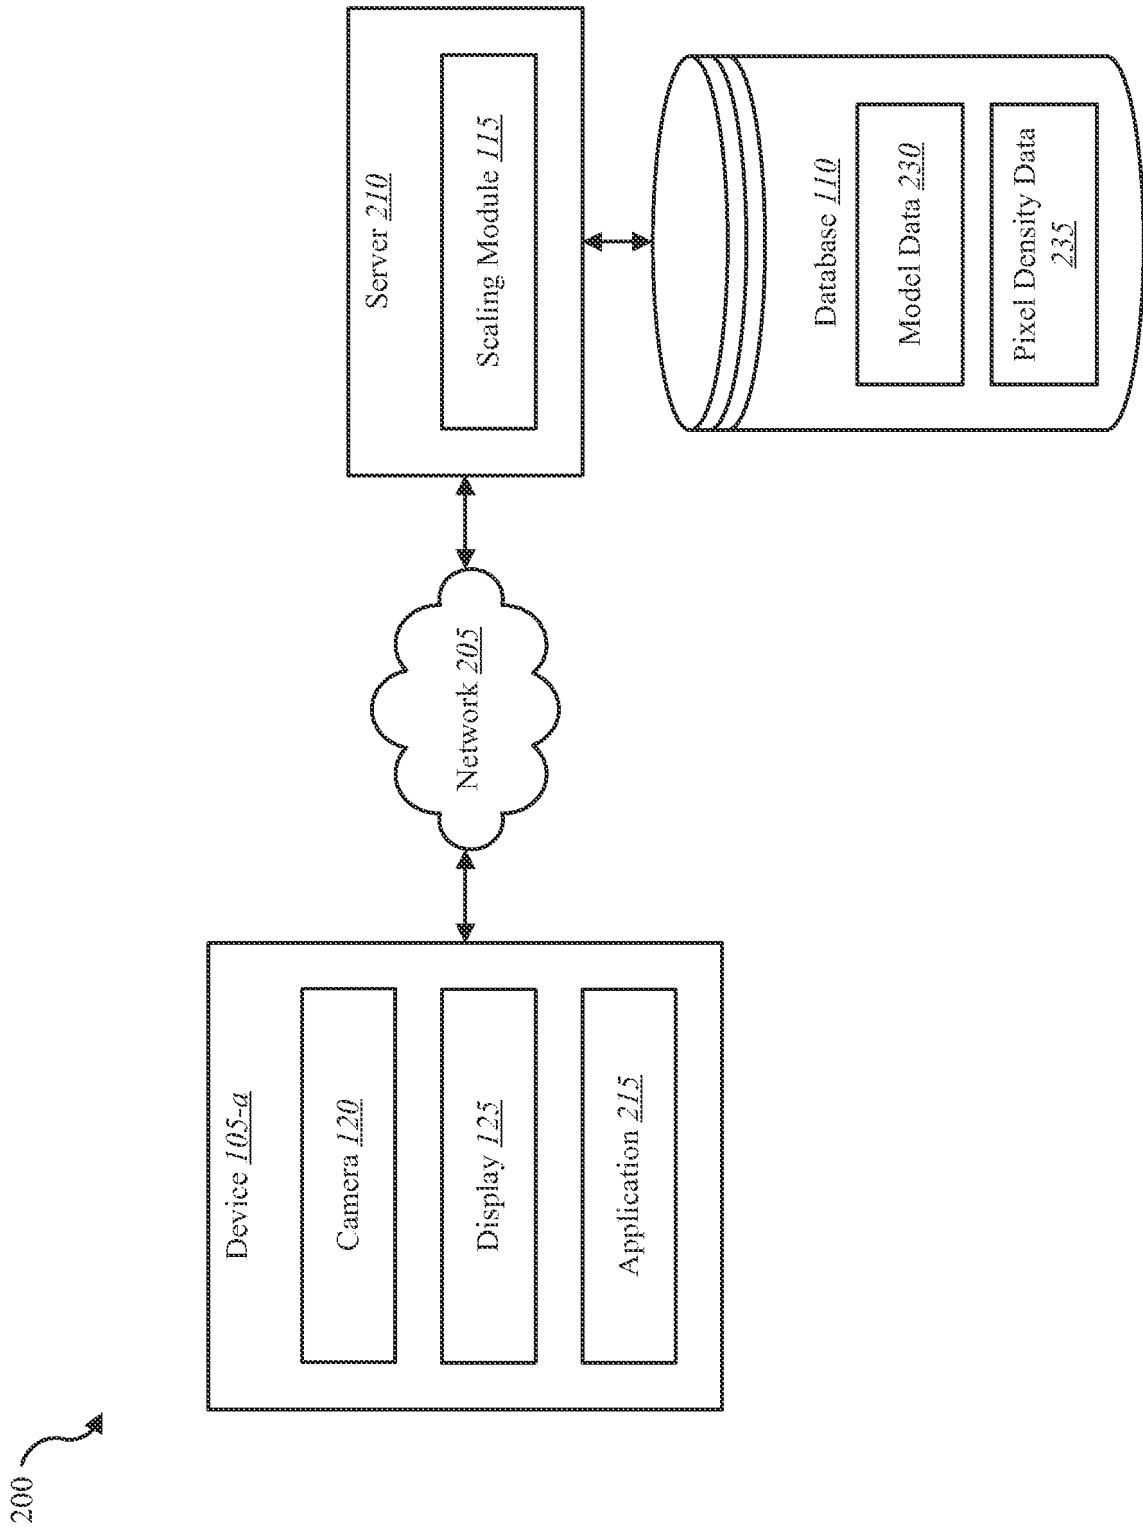 200
Device 105-a
Camera 120
Display 125
Application 215
Network 205
Server 210
Scaling Module 115
Database 110
Model Data 230
Pixel Density Data
235